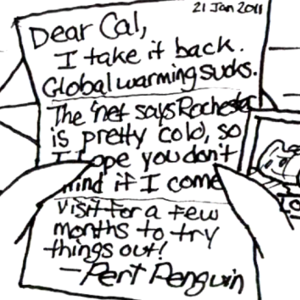 21 Jan 2011
Dear Cal,
I take it back.
Global warming sucks.
The 'net says Rochester
is pretty cold, so
I hope you don't
mind if I come
visit for a few
months to try
things out!
—Pert Penguin